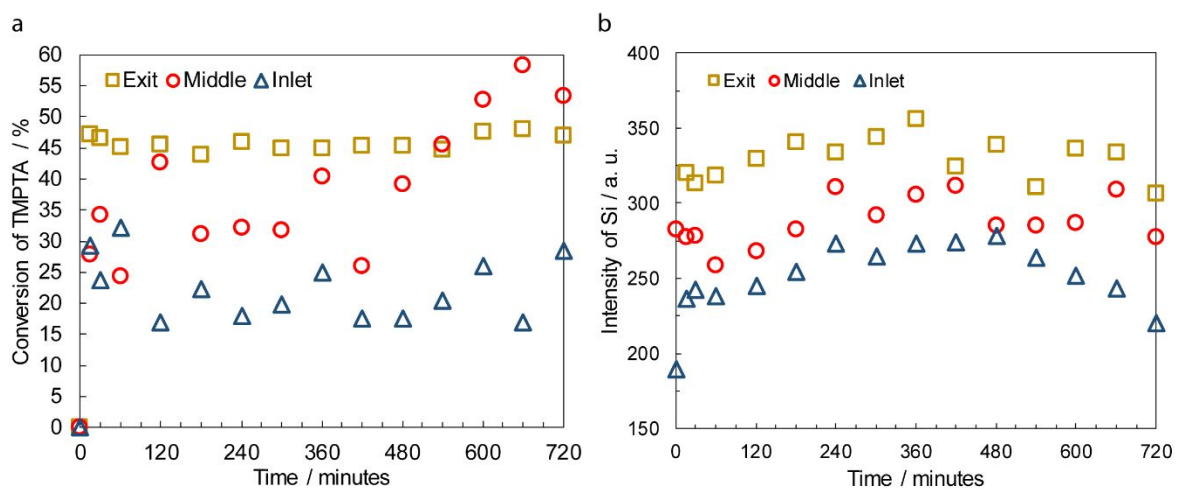 a
Conversion of TMPTA / %
60
55
50
45
40
35
30
25
20
15
10
5
0
Exit Middle Inlet
0 120 240 360 480 600 720
Time / minutes
b
Intensity of Si / a. u.
400
350
300
250
200
150
Exit Middle Inlet
0 120 240 360 480 600 720
Time / minutes